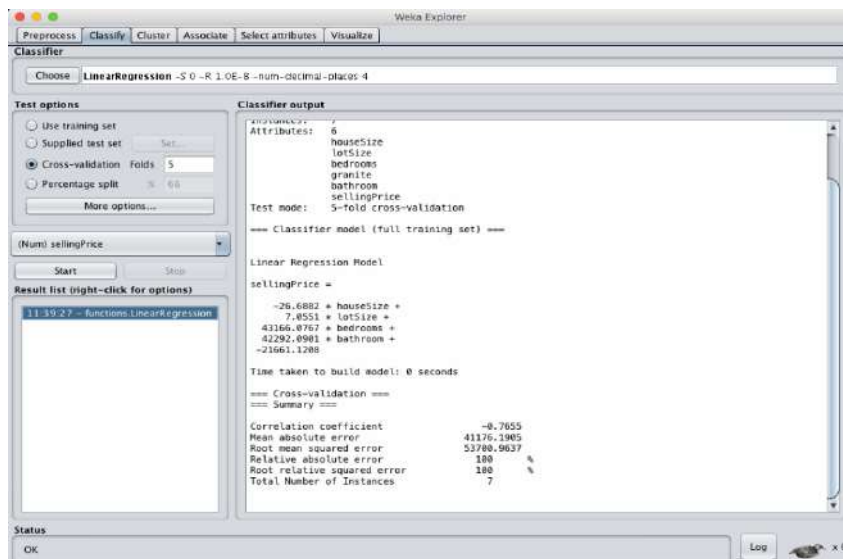 Weka Explorer
Preprocess Classify Cluster Associate Select attributes Visualize
Classifier
Choose LinearRegression -S 0 -R 1.0E-8 -num-decimal-places 4
Test options
Use training set
Supplied test set Set...
Cross-validation Folds 5
Percentage split % 66
More options...
(Num) sellingPrice
Start Stop
Result list (right-click for options)
11:39:27 - functions.LinearRegression
Classifier output
Instances: 7
Attributes: 6
houseSize
lotSize
bedrooms
granite
bathroom
sellingPrice
Test mode: 5-fold cross-validation
=== Classifier model (full training set) ===
Linear Regression Model
sellingPrice =
-26.6882 * houseSize +
7.0551 * lotSize +
43166.0767 * bedrooms +
42292.0901 * bathroom +
-21661.1208
Time taken to build model: 0 seconds
=== Cross-validation ===
=== Summary ===
Correlation coefficient -0.7655
Mean absolute error 41176.1905
Root mean squared error 53700.9637
Relative absolute error 100 %
Root relative squared error 100 %
Total Number of Instances 7
Status
OK
Log